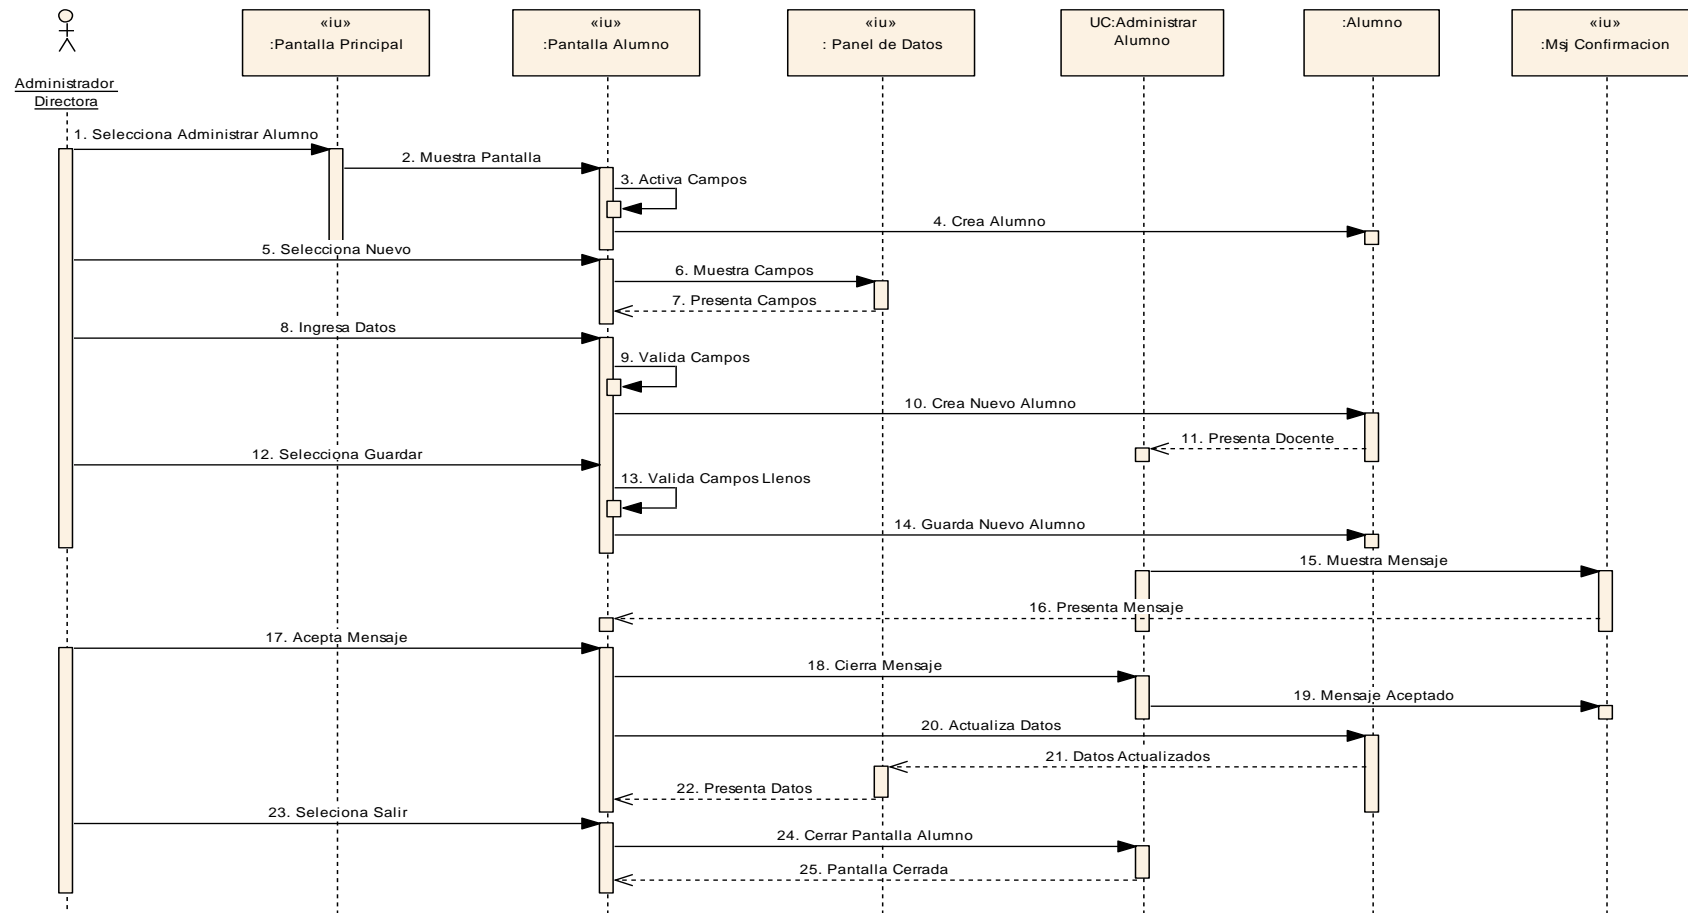 «iu»
:Pantalla Principal
«iu»
:Pantalla Alumno
«iu»
: Panel de Datos
UC:Administrar
Alumno
:Alumno
«iu»
:Msj Confirmacion
Administrador
Directora
1. Selecciona Administrar Alumno
2. Muestra Pantalla
3. Activa Campos
4. Crea Alumno
5. Selecciona Nuevo
6. Muestra Campos
7. Presenta Campos
8. Ingresa Datos
9. Valida Campos
10. Crea Nuevo Alumno
11. Presenta Docente
12. Selecciona Guardar
13. Valida Campos Llenos
14. Guarda Nuevo Alumno
15. Muestra Mensaje
16. Presenta Mensaje
17. Acepta Mensaje
18. Cierra Mensaje
19. Mensaje Aceptado
20. Actualiza Datos
21. Datos Actualizados
22. Presenta Datos
23. Seleciona Salir
24. Cerrar Pantalla Alumno
25. Pantalla Cerrada